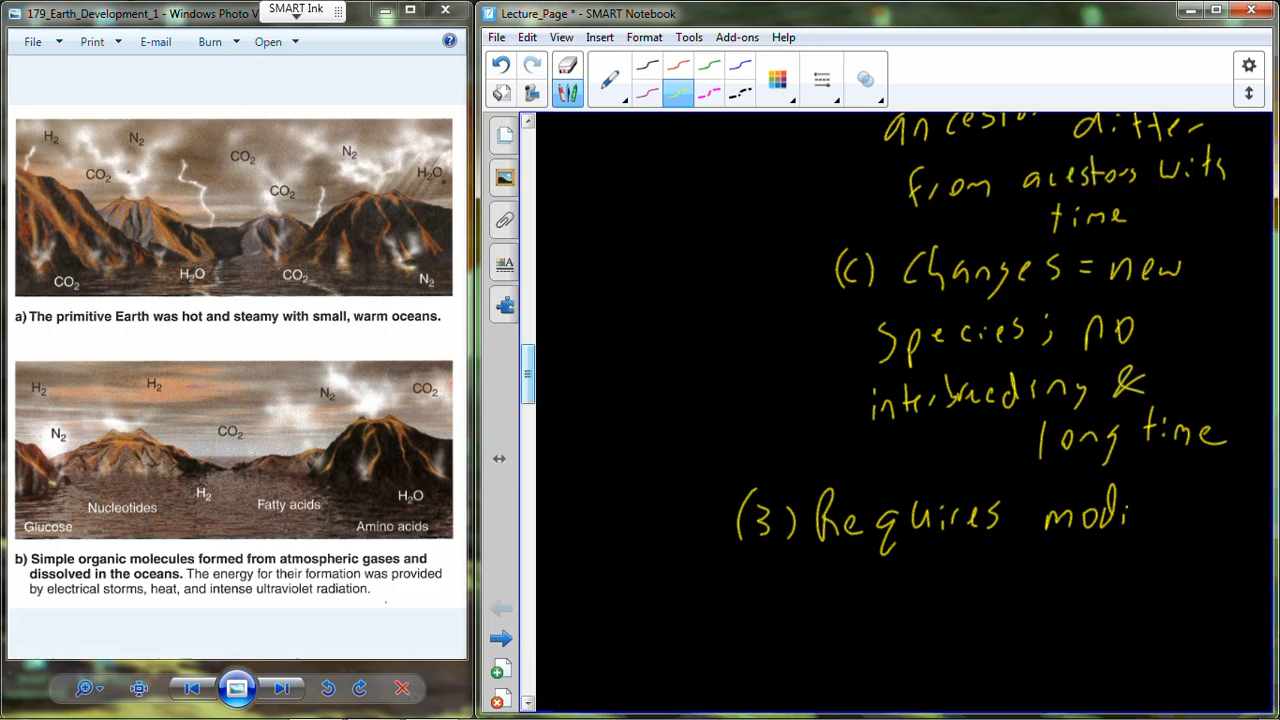 179_Earth_Development_1 - Windows Photo V
SMART Ink
File Print E-mail Burn Open
H2
N2
CO2
N2
CO2
CO2
H2O
CO2
H2O
CO2
N2
a) The primitive Earth was hot and steamy with small, warm oceans.
H2
H2
N2
CO2
N2
CO2
Nucleotides
H2
Fatty acids
H2O
Glucose
Amino acids
b) Simple organic molecules formed from atmospheric gases and
dissolved in the oceans. The energy for their formation was provided
by electrical storms, heat, and intense ultraviolet radiation.
Lecture_Page * - SMART Notebook
File Edit View Insert Format Tools Add-ons Help
differ
from acestors with
time
(c) Changes = new
species; no
interbreeding &
long time
(3) Requires modi